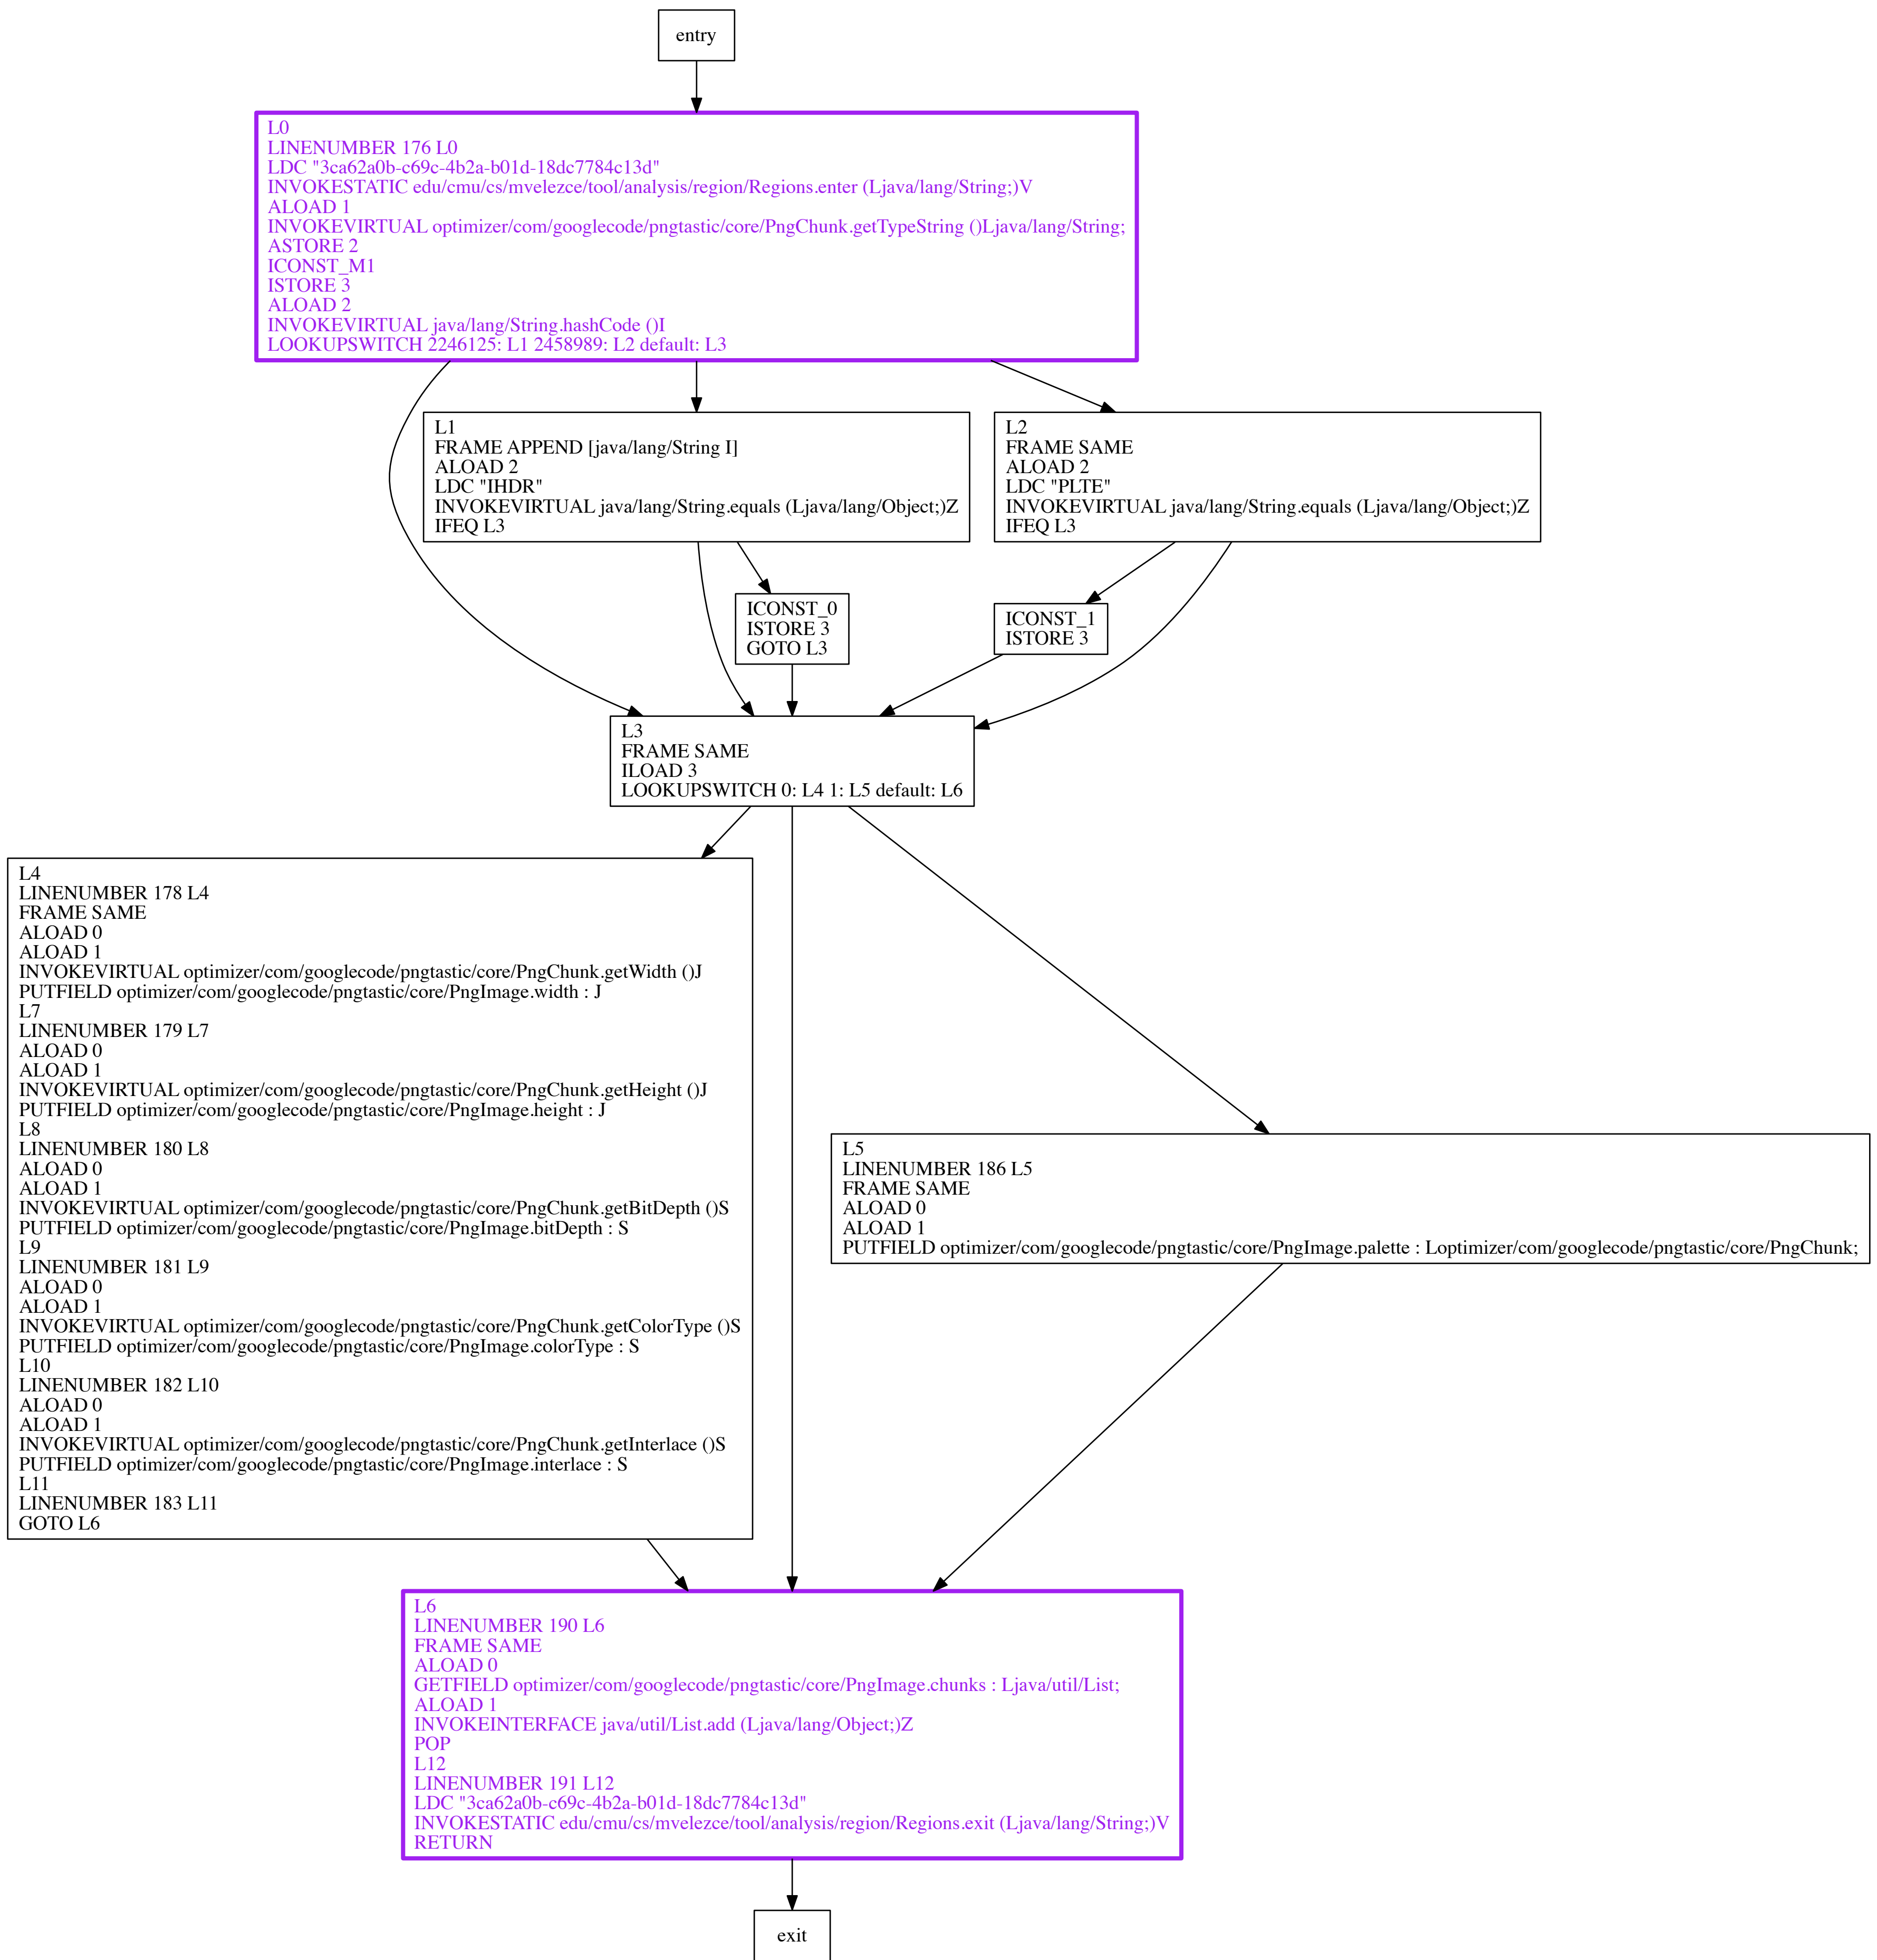 entry
L0
LINENUMBER 176 L0
LDC "3ca62a0b-c69c-4b2a-b01d-18dc7784c13d"
INVOKESTATIC edu/cmu/cs/mvelezce/tool/analysis/region/Regions.enter (Ljava/lang/String;)V
ALOAD 1
INVOKEVIRTUAL optimizer/com/googlecode/pngtastic/core/PngChunk.getTypeString ()Ljava/lang/String;
ASTORE 2
ICONST_M1
ISTORE 3
ALOAD 2
INVOKEVIRTUAL java/lang/String.hashCode ()I
LOOKUPSWITCH 2246125: L1 2458989: L2 default: L3
L1
FRAME APPEND [java/lang/String I]
ALOAD 2
LDC "IHDR"
INVOKEVIRTUAL java/lang/String.equals (Ljava/lang/Object;)Z
IFEQ L3
L2
FRAME SAME
ALOAD 2
LDC "PLTE"
INVOKEVIRTUAL java/lang/String.equals (Ljava/lang/Object;)Z
IFEQ L3
ICONST_0
ISTORE 3
GOTO L3
ICONST_1
ISTORE 3
L3
FRAME SAME
ILOAD 3
LOOKUPSWITCH 0: L4 1: L5 default: L6
L4
LINENUMBER 178 L4
FRAME SAME
ALOAD 0
ALOAD 1
INVOKEVIRTUAL optimizer/com/googlecode/pngtastic/core/PngChunk.getWidth ()J
PUTFIELD optimizer/com/googlecode/pngtastic/core/PngImage.width : J
L7
LINENUMBER 179 L7
ALOAD 0
ALOAD 1
INVOKEVIRTUAL optimizer/com/googlecode/pngtastic/core/PngChunk.getHeight ()J
PUTFIELD optimizer/com/googlecode/pngtastic/core/PngImage.height : J
L8
LINENUMBER 180 L8
ALOAD 0
ALOAD 1
INVOKEVIRTUAL optimizer/com/googlecode/pngtastic/core/PngChunk.getBitDepth ()S
PUTFIELD optimizer/com/googlecode/pngtastic/core/PngImage.bitDepth : S
L9
LINENUMBER 181 L9
ALOAD 0
ALOAD 1
INVOKEVIRTUAL optimizer/com/googlecode/pngtastic/core/PngChunk.getColorType ()S
PUTFIELD optimizer/com/googlecode/pngtastic/core/PngImage.colorType : S
L10
LINENUMBER 182 L10
ALOAD 0
ALOAD 1
INVOKEVIRTUAL optimizer/com/googlecode/pngtastic/core/PngChunk.getInterlace ()S
PUTFIELD optimizer/com/googlecode/pngtastic/core/PngImage.interlace : S
L11
LINENUMBER 183 L11
GOTO L6
L5
LINENUMBER 186 L5
FRAME SAME
ALOAD 0
ALOAD 1
PUTFIELD optimizer/com/googlecode/pngtastic/core/PngImage.palette : Loptimizer/com/googlecode/pngtastic/core/PngChunk;
L6
LINENUMBER 190 L6
FRAME SAME
ALOAD 0
GETFIELD optimizer/com/googlecode/pngtastic/core/PngImage.chunks : Ljava/util/List;
ALOAD 1
INVOKEINTERFACE java/util/List.add (Ljava/lang/Object;)Z
POP
L12
LINENUMBER 191 L12
LDC "3ca62a0b-c69c-4b2a-b01d-18dc7784c13d"
INVOKESTATIC edu/cmu/cs/mvelezce/tool/analysis/region/Regions.exit (Ljava/lang/String;)V
RETURN
exit